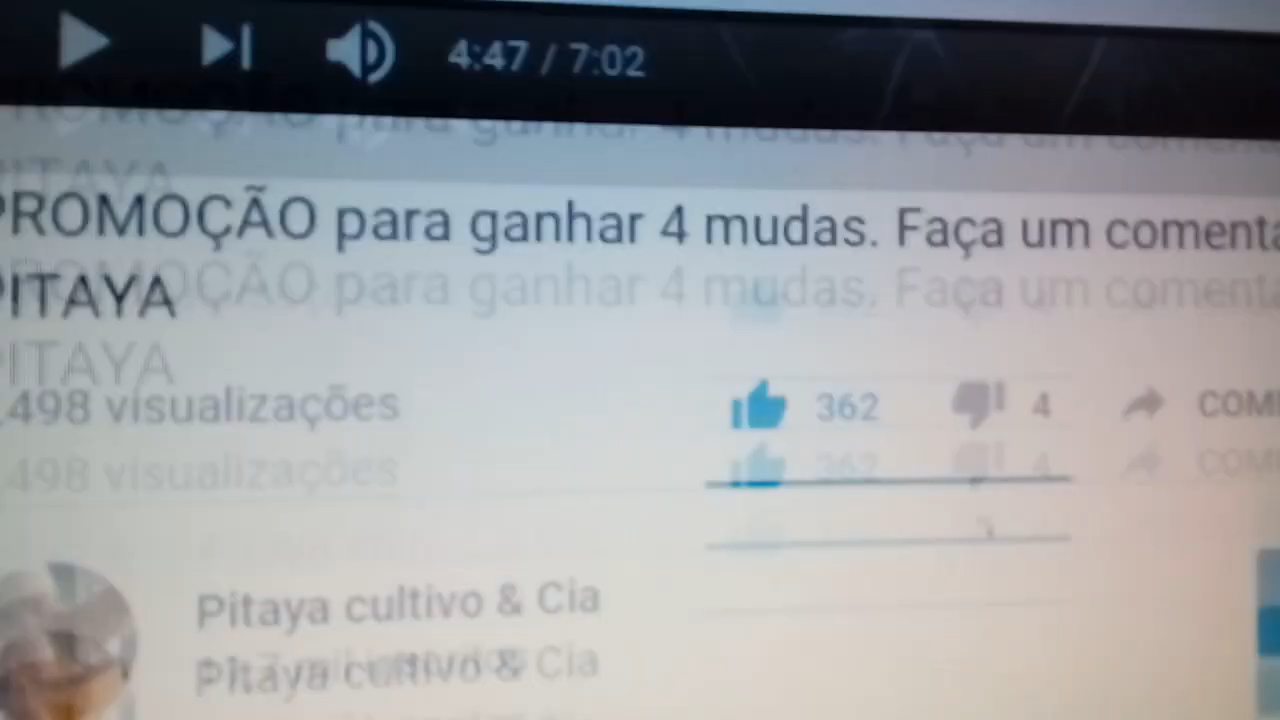 4:47 / 7:02
PROMOÇÃO para ganhar 4 mudas. Faça um comenta
PITAYA
.498 visualizações
362
4
COM
Pitaya cultivo & Cia